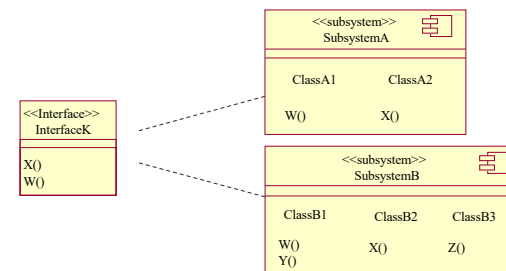 <<subsystem>>
SubsystemA
ClassA1 ClassA2
W() X()
<<Interface>>
InterfaceK
X()
W()
<<subsystem>>
SubsystemB
ClassB1 ClassB2 ClassB3
W() X() Z()
Y()